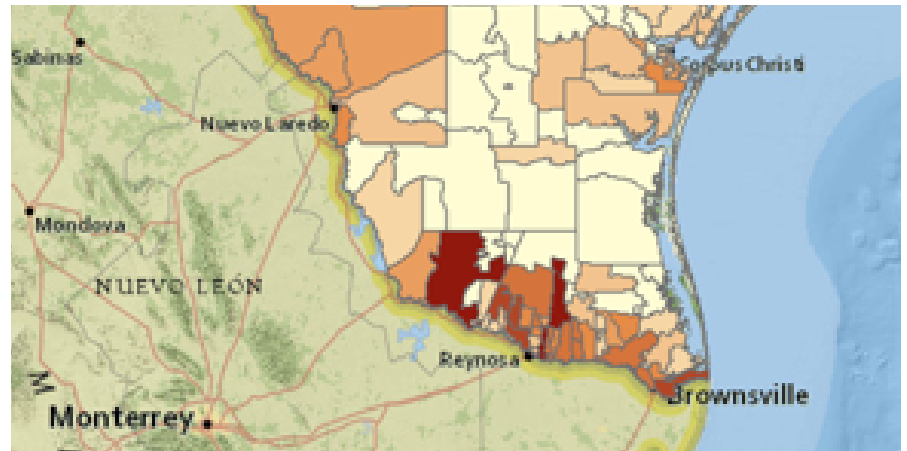 Sabinas
Corpus Christi
Nuevo Laredo
Mondova
NUEVO LEÓN
Reynosa
Monterrey
Brownsville